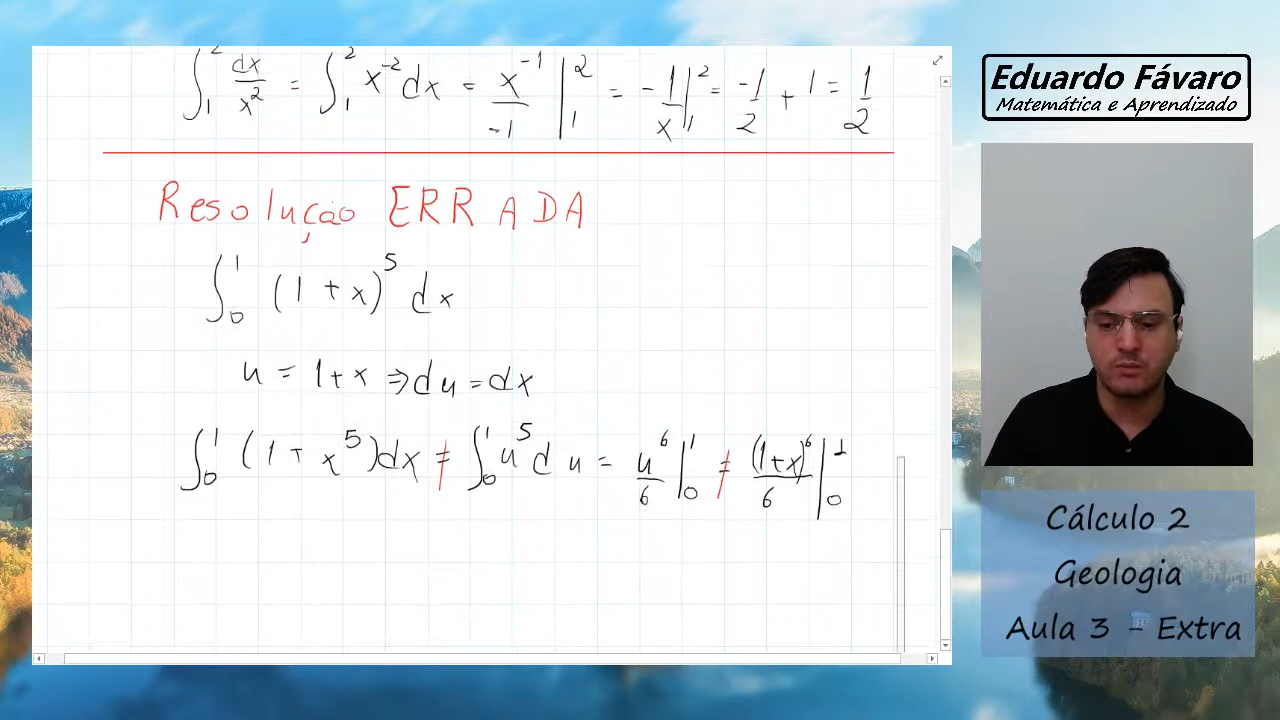 ∫₁² dx/x² = ∫₁² x⁻² dx = x⁻¹/-1 |₁² = -1/x |₁² = -1/2 + 1 = 1/2
Resolução ERRADA
∫₀¹ (1 + x)⁵ dx
u = 1+x ⇒ du = dx
∫₀¹ (1 + x⁵)dx ≠ ∫₀¹ u⁵ du = u⁶/6 |₀¹ ≠ (1+x)⁶/6 |₀¹
Eduardo Fávaro
Matemática e Aprendizado
Cálculo 2
Geologia
Aula 3 - Extra